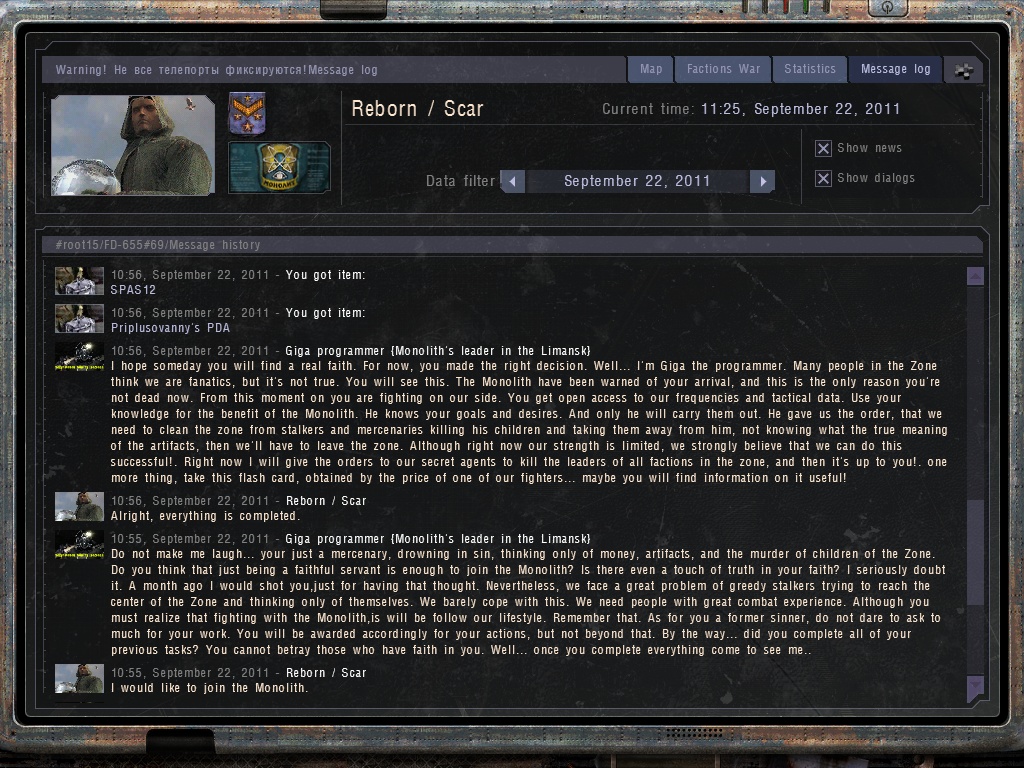 Warning! Не все телепорты фиксируются!Message log
Map
Factions War
Statistics
Message log
Reborn / Scar
Current time: 11:25, September 22, 2011
Show news
Data filter
September 22, 2011
Show dialogs
МОНОЛИТ
#root15/FD-655#69/Message history
10:56, September 22, 2011 - You got item:
SPAS12
10:56, September 22, 2011 - You got item:
Priplusovanny's PDA
10:56, September 22, 2011 - Giga programmer {Monolith's leader in the Limansk}
I hope someday you will find a real faith. For now, you made the right decision. Well... I'm Giga the programmer. Many people in the Zone
think we are fanatics, but it's not true. You will see this. The Monolith have been warned of your arrival, and this is the only reason you're
not dead now. From this moment on you are fighting on our side. You get open access to our frequencies and tactical data. Use your
knowledge for the benefit of the Monolith. He knows your goals and desires. And only he will carry them out. He gave us the order, that we
need to clean the zone from stalkers and mercenaries killing his children and taking them away from him, not knowing what the true meaning
of the artifacts, then we'll have to leave the zone. Although right now our strength is limited, we strongly believe that we can do this
successful!. Right now I will give the orders to our secret agents to kill the leaders of all factions in the zone, and then it's up to you!. one
more thing, take this flash card, obtained by the price of one of our fighters... maybe you will find information on it useful!
10:56, September 22, 2011 - Reborn / Scar
Alright, everything is completed.
10:55, September 22, 2011 - Giga programmer {Monolith's leader in the Limansk}
Do not make me laugh... your just a mercenary, drowning in sin, thinking only of money, artifacts, and the murder of children of the Zone.
Do you think that just being a faithful servant is enough to join the Monolith? Is there even a touch of truth in your faith? I seriously doubt
it. A month ago I would shot you,just for having that thought. Nevertheless, we face a great problem of greedy stalkers trying to reach the
center of the Zone and thinking only of themselves. We barely cope with this. We need people with great combat experience. Although you
must realize that fighting with the Monolith,is will be follow our lifestyle. Remember that. As for you a former sinner, do not dare to ask to
much for your work. You will be awarded accordingly for your actions, but not beyond that. By the way... did you complete all of your
previous tasks? You cannot betray those who have faith in you. Well... once you complete everything come to see me..
10:55, September 22, 2011 - Reborn / Scar
I would like to join the Monolith.